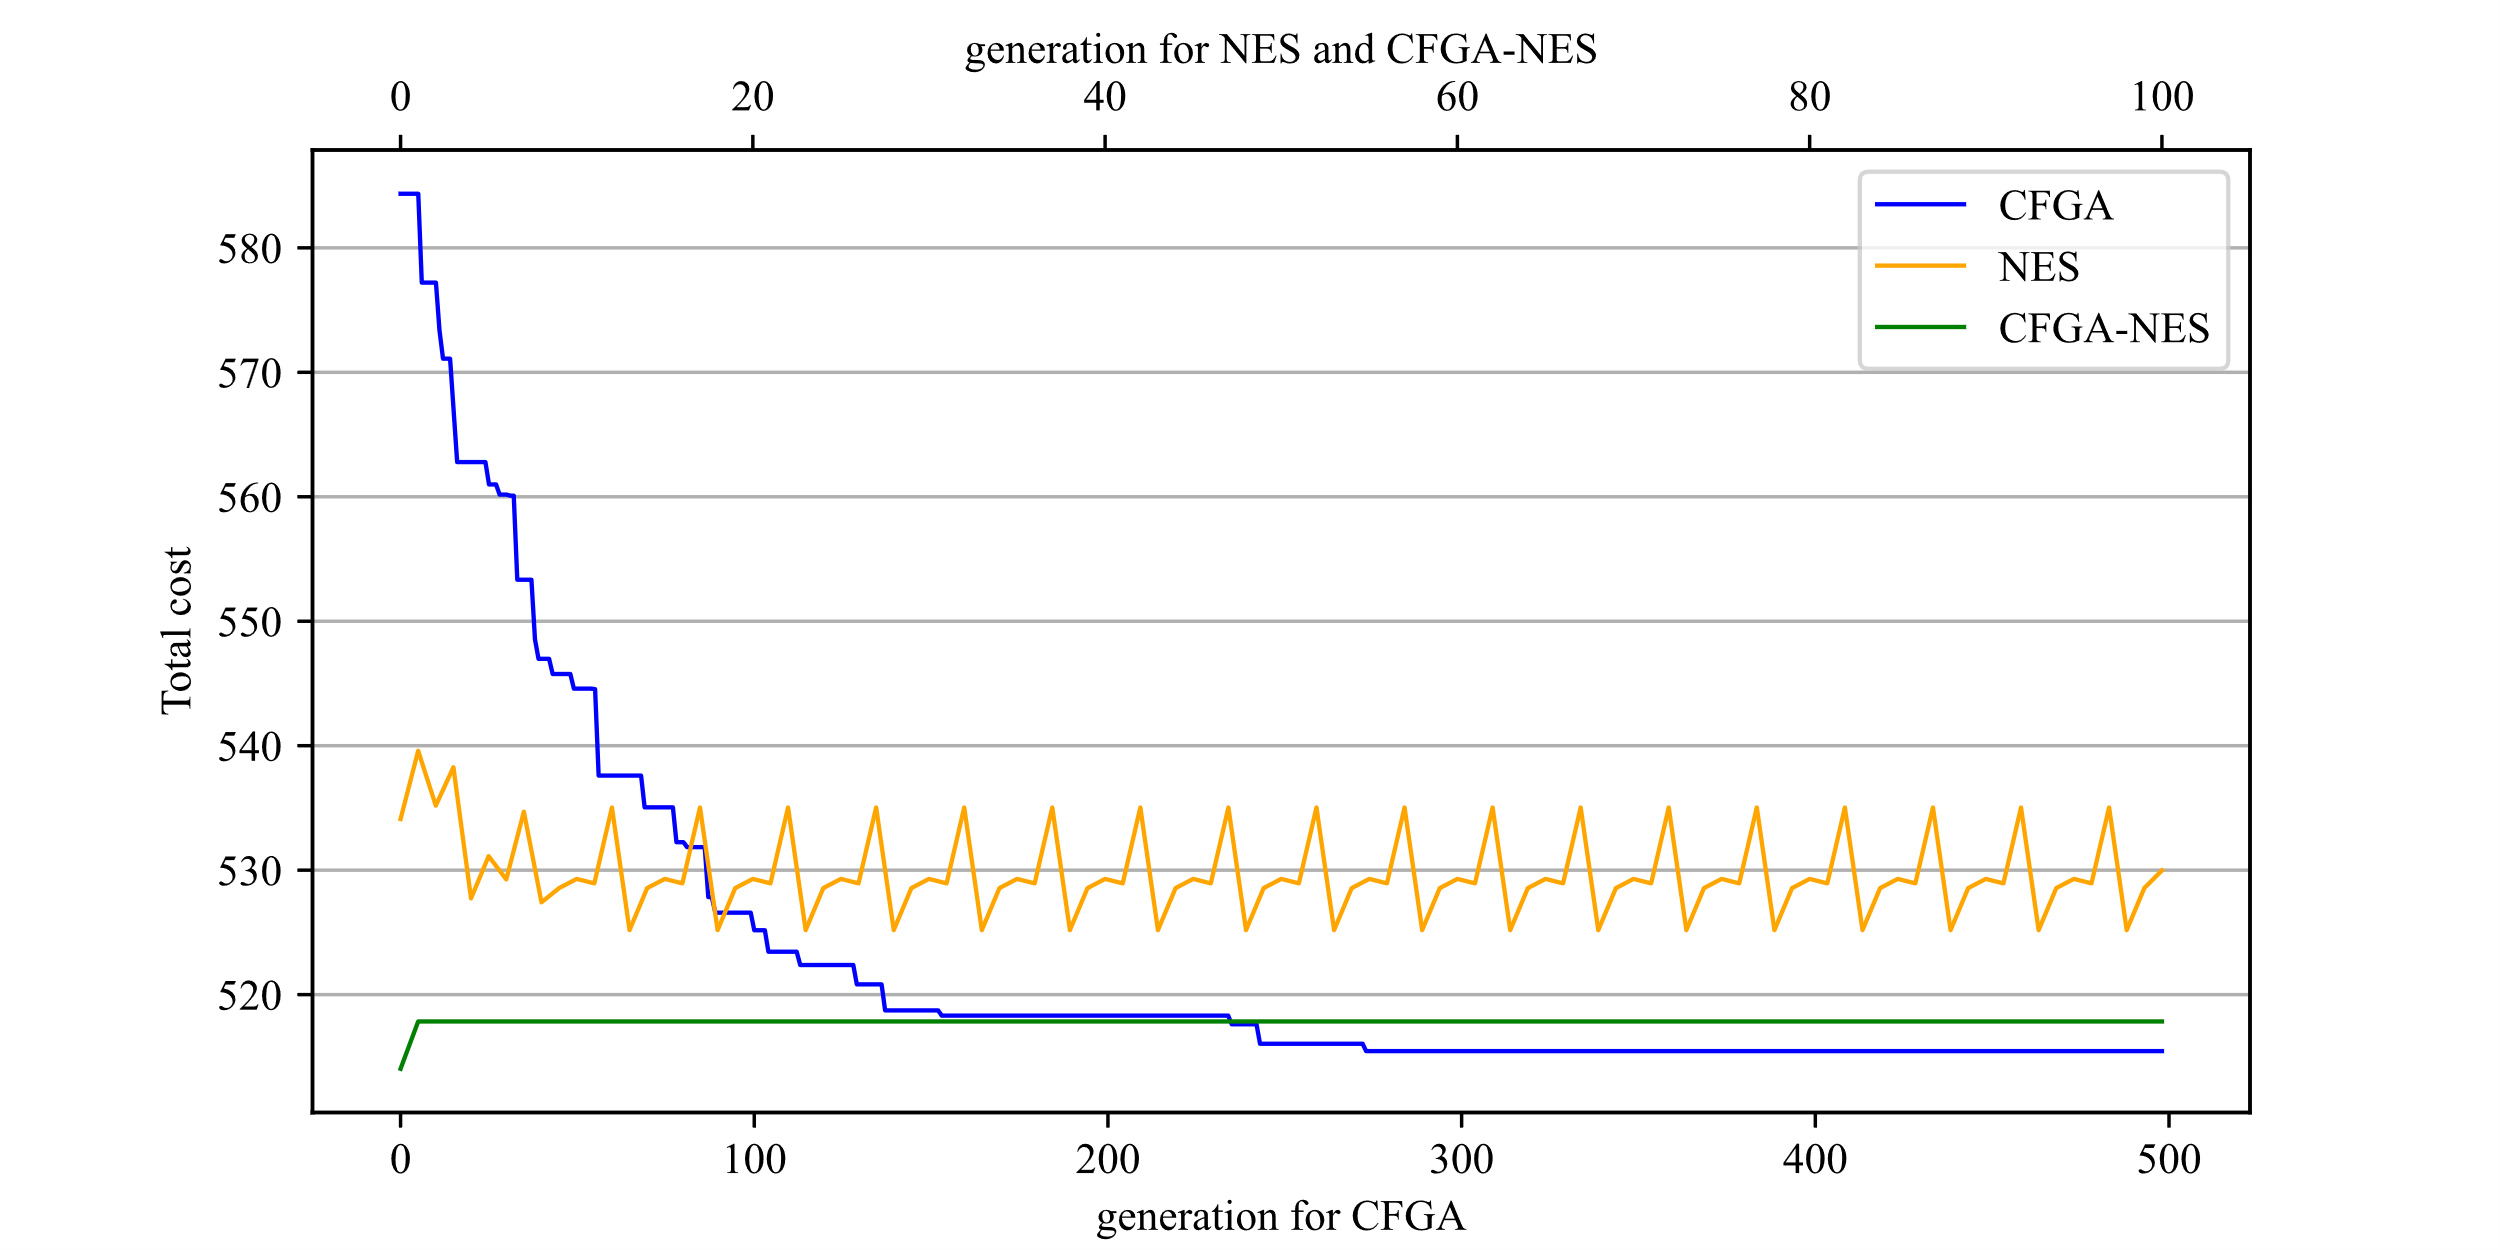 generation for NES and CFGA-NES
0 20 40 60 80 100
CFGA
NES
CFGA-NES
580
570
560
550
540
530
520
Total cost
0 100 200 300 400 500
generation for CFGA